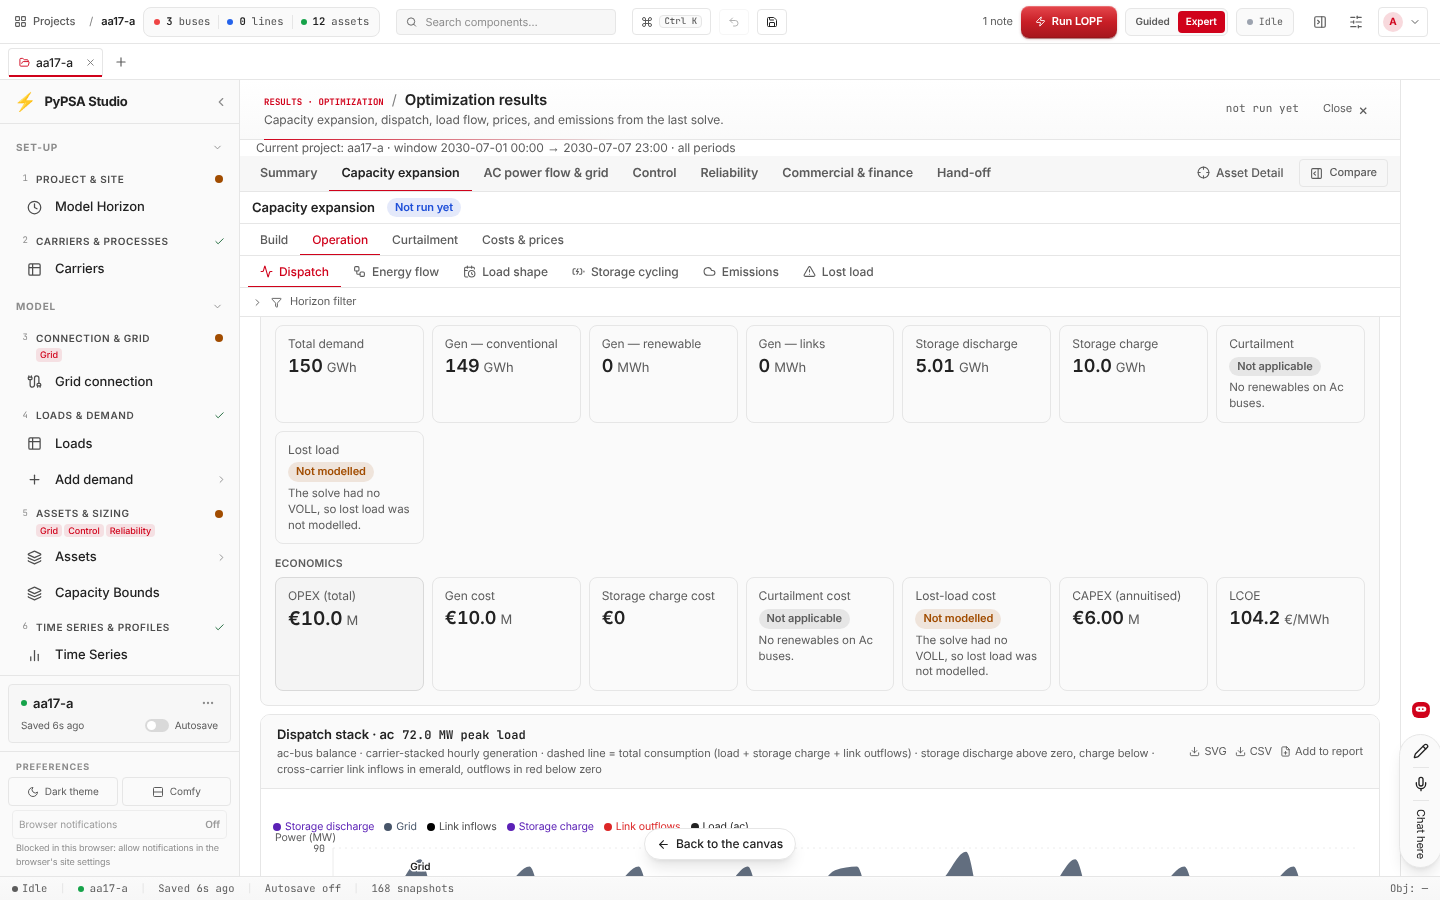 Projects / aa17-a
3 buses 0 lines 12 assets
Search components...
⌘ Ctrl K
1 note
Run LOPF
Guided Expert
Idle
A
aa17-a
PyPSA Studio
SET-UP
1 PROJECT & SITE
Model Horizon
2 CARRIERS & PROCESSES
Carriers
MODEL
3 CONNECTION & GRID
Grid
Grid connection
4 LOADS & DEMAND
Loads
Add demand
5 ASSETS & SIZING
Grid Control Reliability
Assets
Capacity Bounds
6 TIME SERIES & PROFILES
Time Series
aa17-a
Saved 6s ago Autosave
PREFERENCES
Dark theme Comfy
Browser notifications Off
Blocked in this browser: allow notifications in the
browser's site settings
RESULTS · OPTIMIZATION / Optimization results
Capacity expansion, dispatch, load flow, prices, and emissions from the last solve.
not run yet Close ×
Current project: aa17-a · window 2030-07-01 00:00 → 2030-07-07 23:00 · all periods
Summary Capacity expansion AC power flow & grid Control Reliability Commercial & finance Hand-off Asset Detail Compare
Capacity expansion Not run yet
Build Operation Curtailment Costs & prices
Dispatch Energy flow Load shape Storage cycling Emissions Lost load
Horizon filter
Total demand
150 GWh
Gen — conventional
149 GWh
Gen — renewable
0 MWh
Gen — links
0 MWh
Storage discharge
5.01 GWh
Storage charge
10.0 GWh
Curtailment
Not applicable
No renewables on Ac
buses.
Lost load
Not modelled
The solve had no
VOLL, so lost load was
not modelled.
ECONOMICS
OPEX (total)
€10.0 M
Gen cost
€10.0 M
Storage charge cost
€0
Curtailment cost
Not applicable
No renewables on Ac
buses.
Lost-load cost
Not modelled
The solve had no
VOLL, so lost load was
not modelled.
CAPEX (annuitised)
€6.00 M
LCOE
104.2 €/MWh
Dispatch stack · ac 72.0 MW peak load
ac-bus balance · carrier-stacked hourly generation · dashed line = total consumption (load + storage charge + link outflows) · storage discharge above zero, charge below ·
cross-carrier link inflows in emerald, outflows in red below zero
SVG CSV Add to report
Storage discharge Grid Link inflows Storage charge Link outflows Load (ac)
Power (MW)
90
Grid
← Back to the canvas
Chat here
Idle aa17-a Saved 6s ago Autosave off 168 snapshots Obj: —